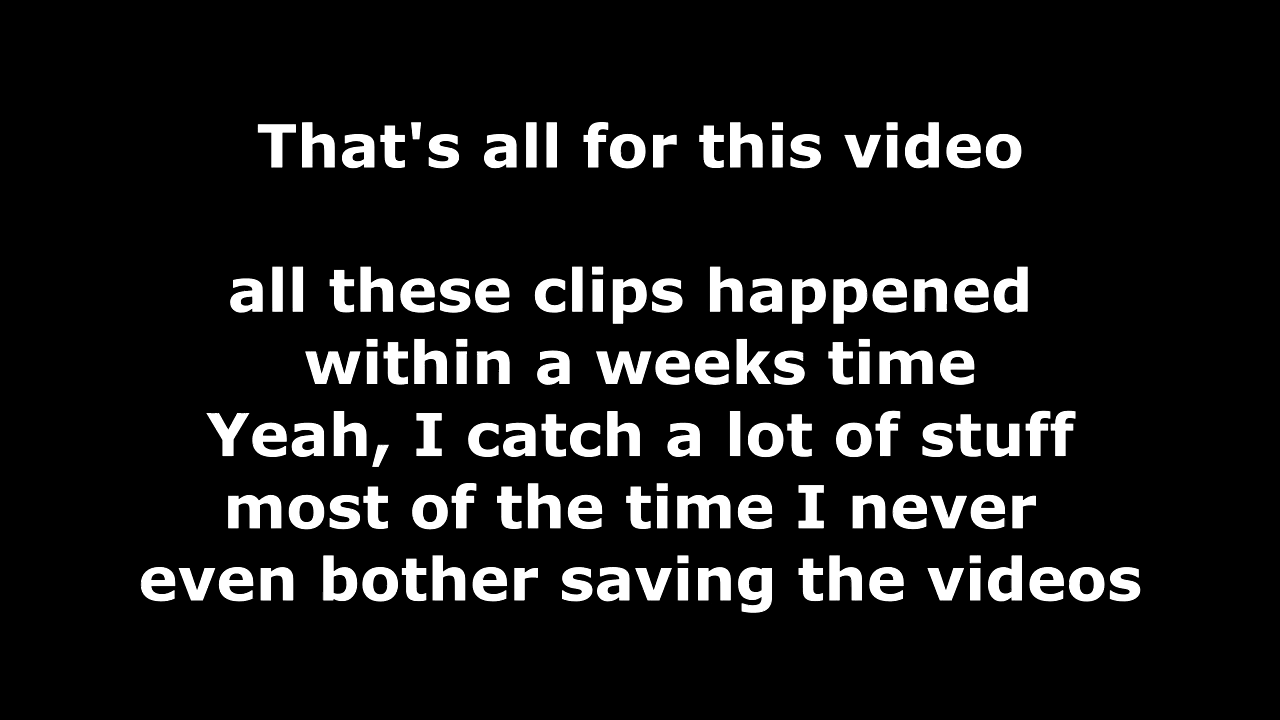 That's all for this video
all these clips happened
within a weeks time
Yeah, I catch a lot of stuff
most of the time I never
even bother saving the videos